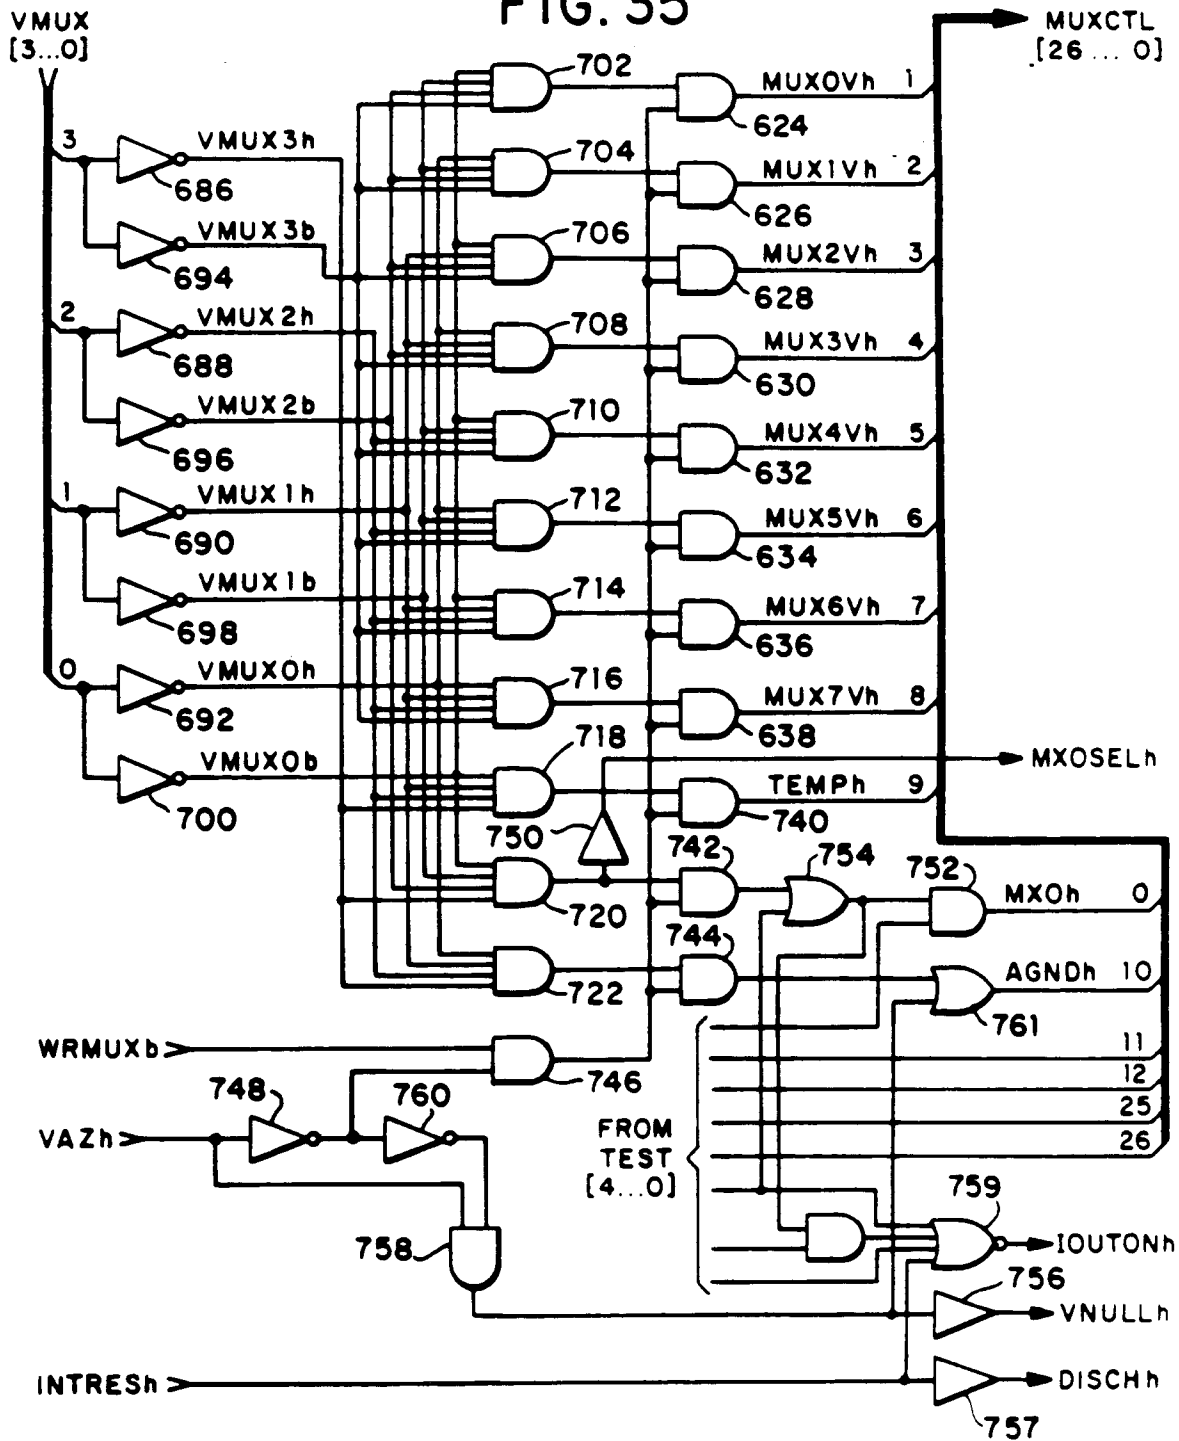 FIG. 35
VMUX
[3...0]
MUXCTL
[26 ... 0]
702
MUX0Vh 1
624
3
VMUX3h
686
704
MUX1Vh 2
626
VMUX3b
694
706
MUX2Vh 3
628
2
VMUX2h
688
708
MUX3Vh 4
630
VMUX2b
696
710
MUX4Vh 5
632
1
VMUX1h
690
712
MUX5Vh 6
634
VMUX1b
698
714
MUX6Vh 7
636
0
VMUX0h
692
716
MUX7Vh 8
638
VMUX0b
700
718
MXOSELh
750
TEMPh 9
740
720
742
754
752
MXOh 0
722
744
AGNDh 10
761
WRMUXb
746
11
12
25
26
748
760
VAZh
FROM
TEST
[4...0]
758
759
IOUTONh
756
VNULLh
INTRESh
DISCHh
757